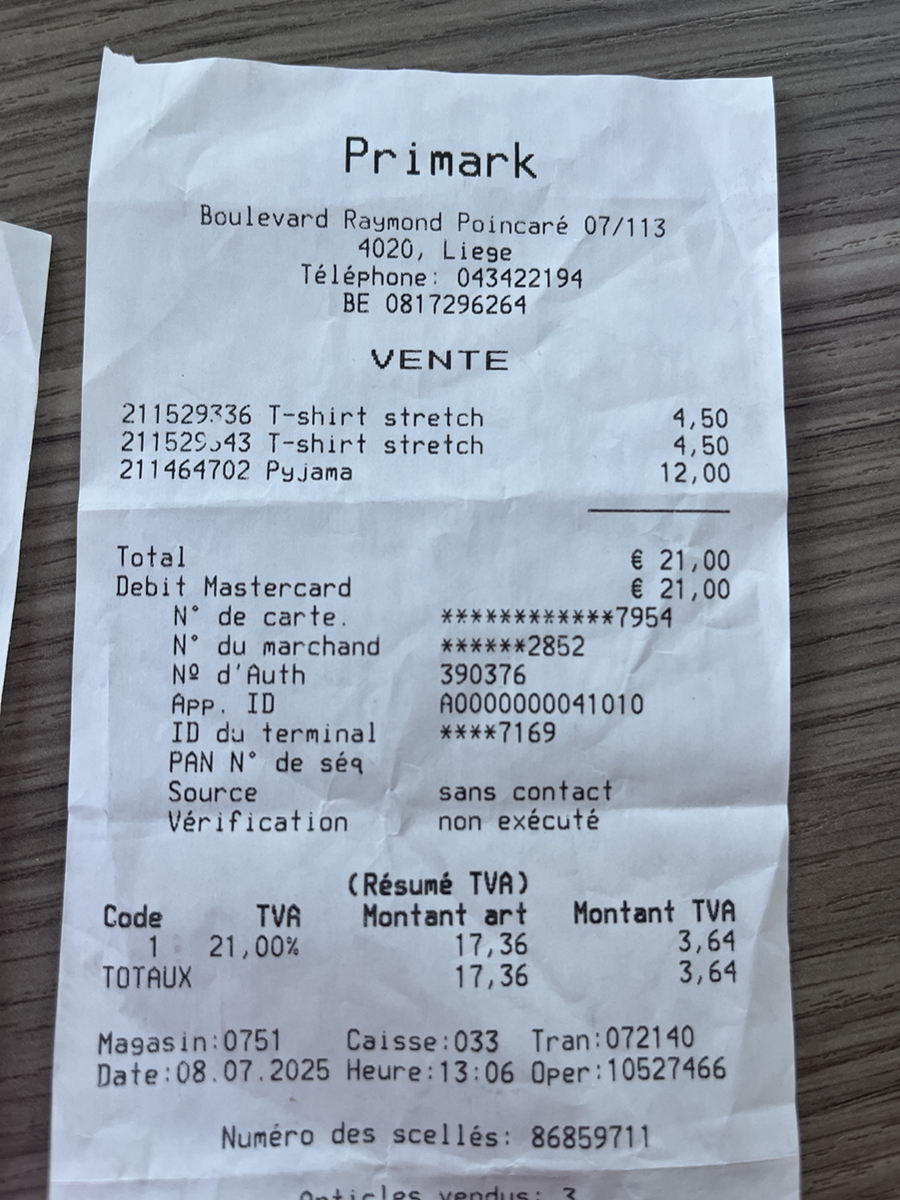 Primark
Boulevard Raymond Poincaré 07/113
4020, Liege
Téléphone: 043422194
BE 0817296264
VENTE
211529336 T-shirt stretch 4,50
T-shirt stretch 4,50
211464702 Pyjama 12,00
Total € 21,00
Debit Mastercard € 21,00
N° de carte. ************7954
N° du marchand ******2852
Nº d'Auth 390376
App. ID A0000000041010
ID du terminal ****7169
PAN N° de séq
Source sans contact
Vérification non exécuté
(Résumé TVA)
Code TVA Montant art Montant TVA
1 21,00% 17,36 3,64
TOTAUX 17,36 3,64
Magasin:0751 Caisse:033 Tran:072140
Date:08.07.2025 Heure:13:06 Oper:10527466
Numéro des scellés: 86859711
Articles vendus: 3